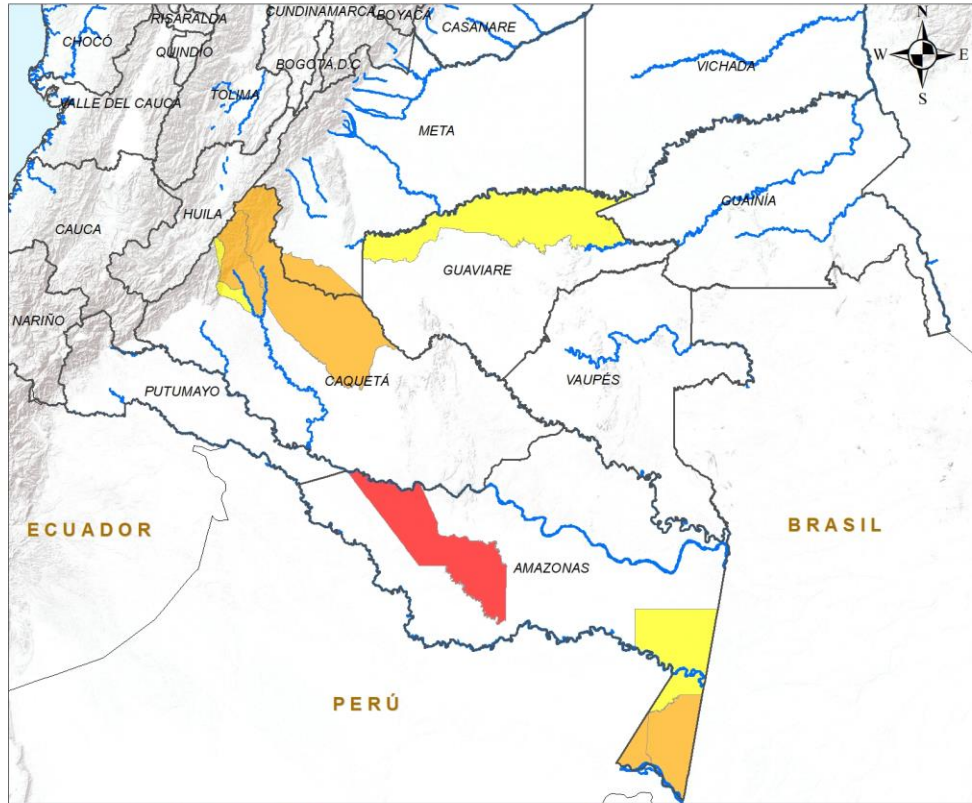 CUNDINAMARCA
BOYACÁ
RISARALDA
CASANARE
N
CHOCÓ
QUINDIO
BOGOTÁ,D.C
VICHADA
W
E
S
VALLE DEL CAUCA
TOLIMA
META
HUILA
GUAINÍA
CAUCA
GUAVIARE
NARIÑO
CAQUETÁ
VAUPÉS
PUTUMAYO
ECUADOR
BRASIL
AMAZONAS
PERÚ